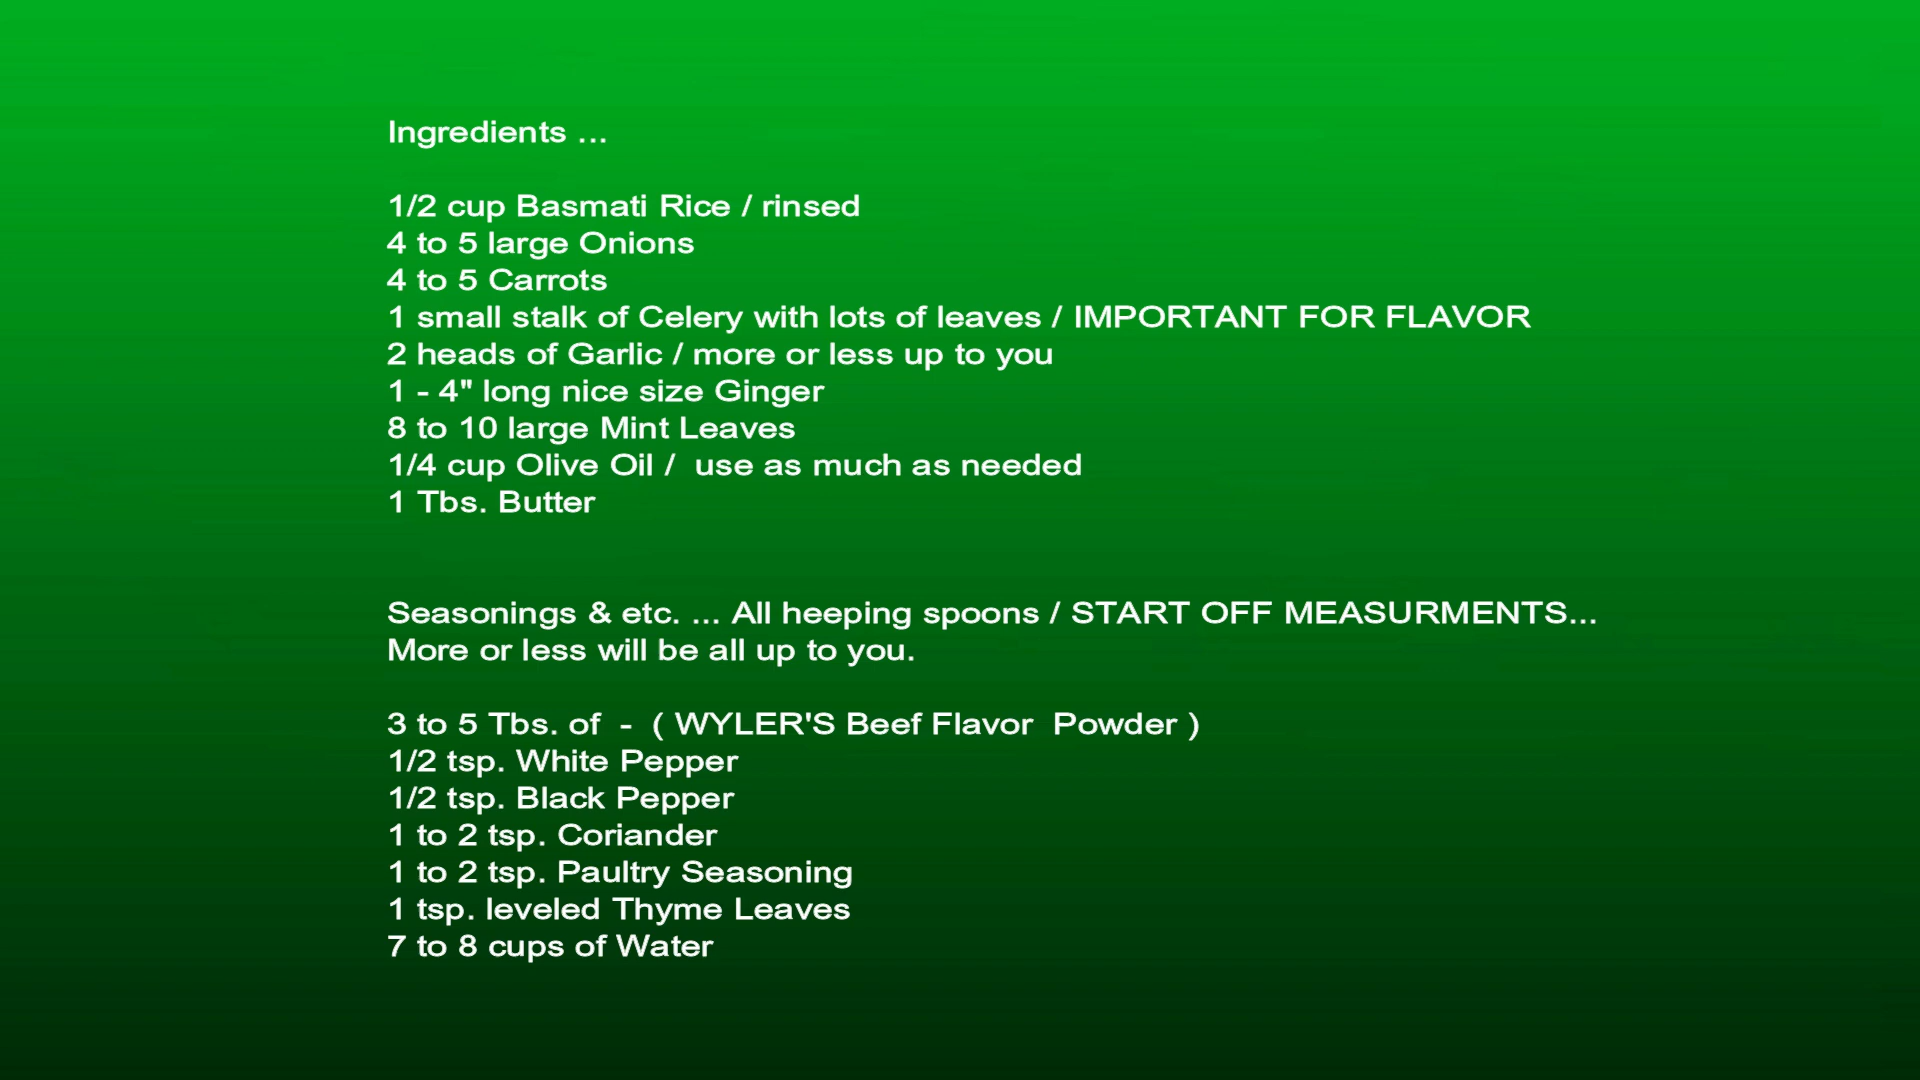 Ingredients ...
1/2 cup Basmati Rice / rinsed
4 to 5 large Onions
4 to 5 Carrots
1 small stalk of Celery with lots of leaves / IMPORTANT FOR FLAVOR
2 heads of Garlic / more or less up to you
1 - 4" long nice size Ginger
8 to 10 large Mint Leaves
1/4 cup Olive Oil /  use as much as needed
1 Tbs. Butter
Seasonings & etc. ... All heeping spoons / START OFF MEASURMENTS...
More or less will be all up to you.
3 to 5 Tbs. of  -  ( WYLER'S Beef Flavor  Powder )
1/2 tsp. White Pepper
1/2 tsp. Black Pepper
1 to 2 tsp. Coriander
1 to 2 tsp. Paultry Seasoning
1 tsp. leveled Thyme Leaves
7 to 8 cups of Water